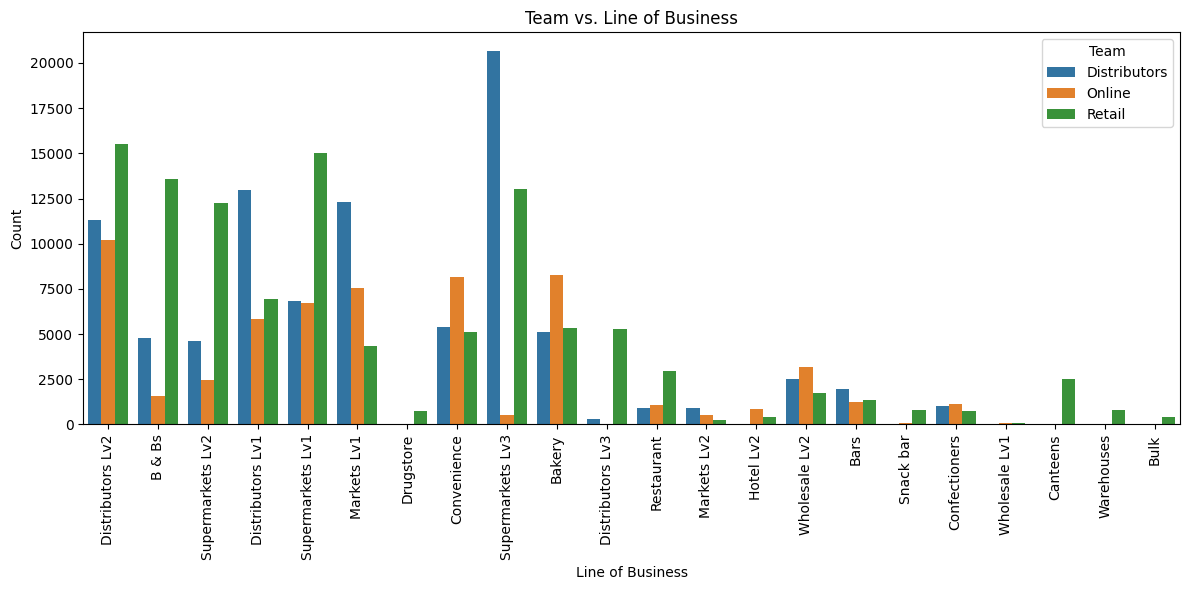 Team vs. Line of Business
Team
Distributors
Online
Retail
Count
20000
17500
15000
12500
10000
7500
5000
2500
0
Distributors Lv2
B & Bs
Supermarkets Lv2
Distributors Lv1
Supermarkets Lv1
Markets Lv1
Drugstore
Convenience
Supermarkets Lv3
Bakery
Distributors Lv3
Restaurant
Markets Lv2
Hotel Lv2
Wholesale Lv2
Bars
Snack bar
Confectioners
Wholesale Lv1
Canteens
Warehouses
Bulk
Line of Business